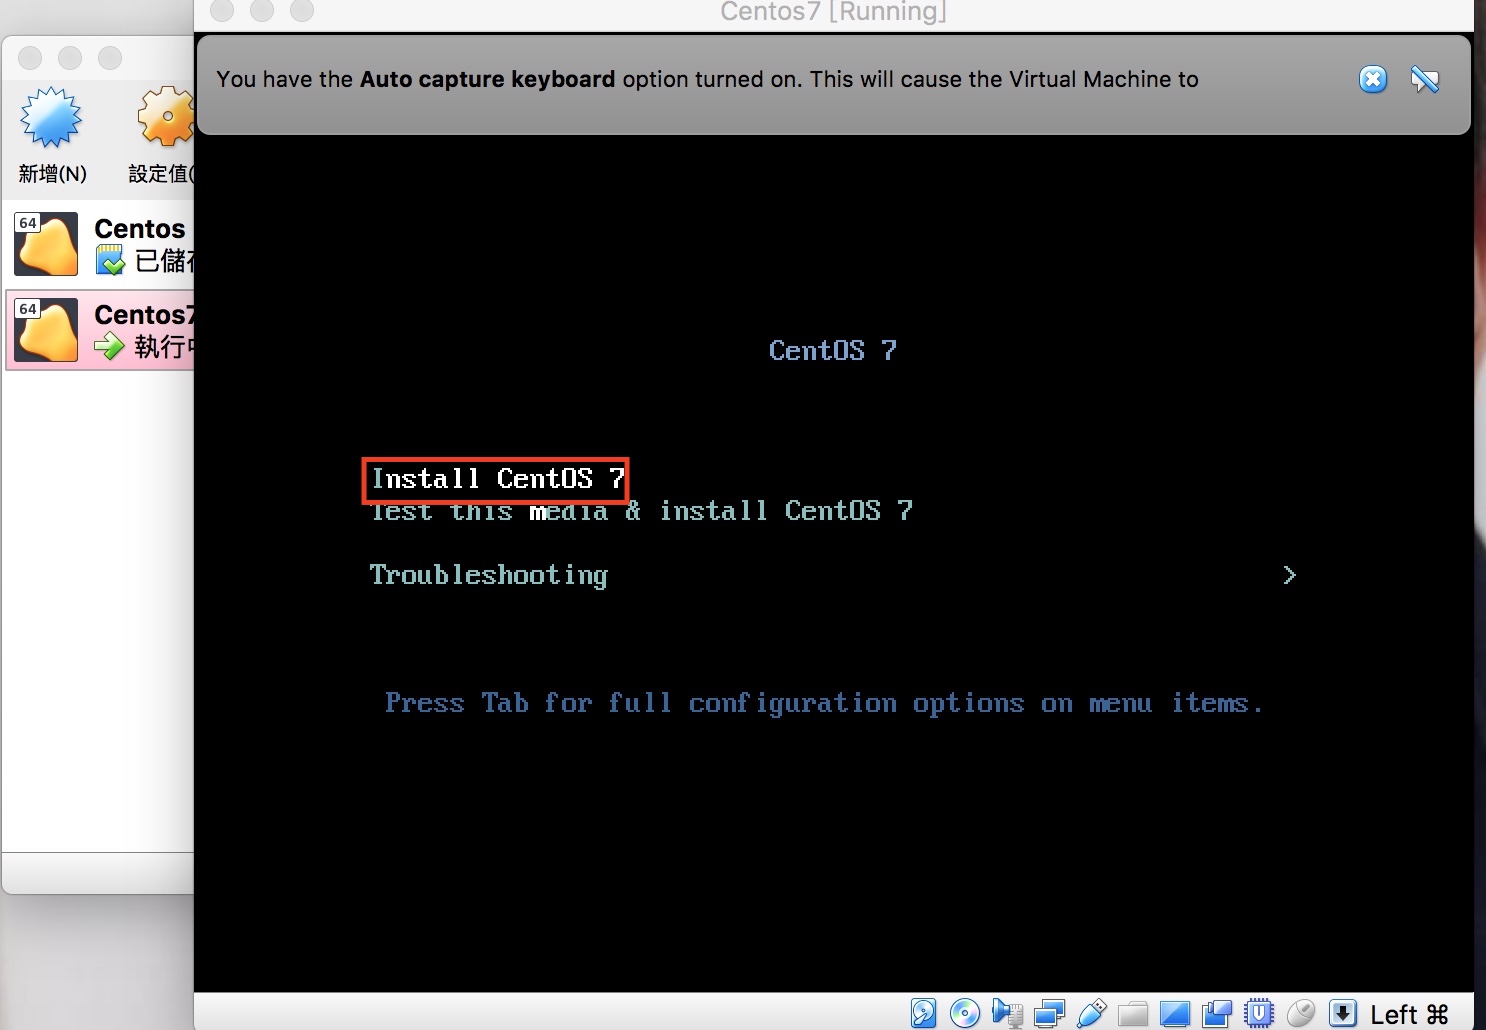 Centos7 [Running]
You have the Auto capture keyboard option turned on. This will cause the Virtual Machine to
新增(N)
設定值(
64
Centos
已儲存
64
Centos7
執行中
CentOS 7
Install CentOS 7
Test this media & install CentOS 7
Troubleshooting >
Press Tab for full configuration options on menu items.
Left ⌘